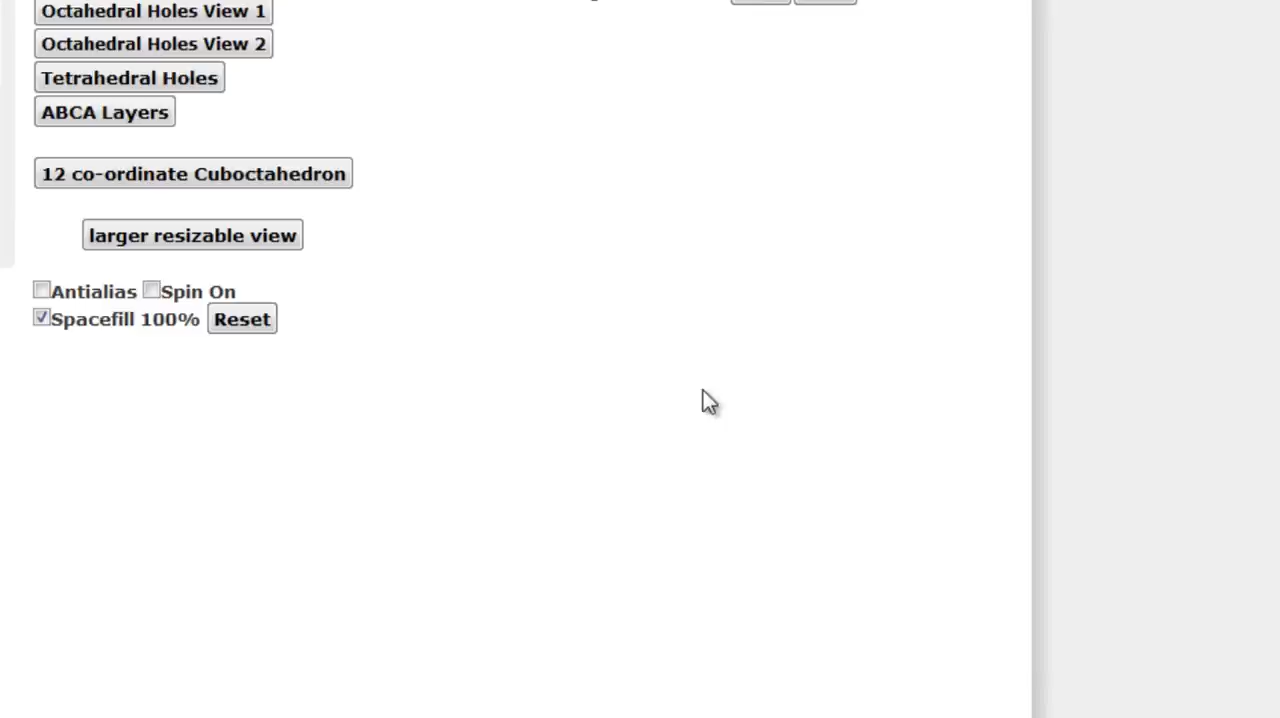 Octahedral Holes View 1
Octahedral Holes View 2
Tetrahedral Holes
ABCA Layers
12 co-ordinate Cuboctahedron
larger resizable view
Antialias Spin On
Spacefill 100% Reset